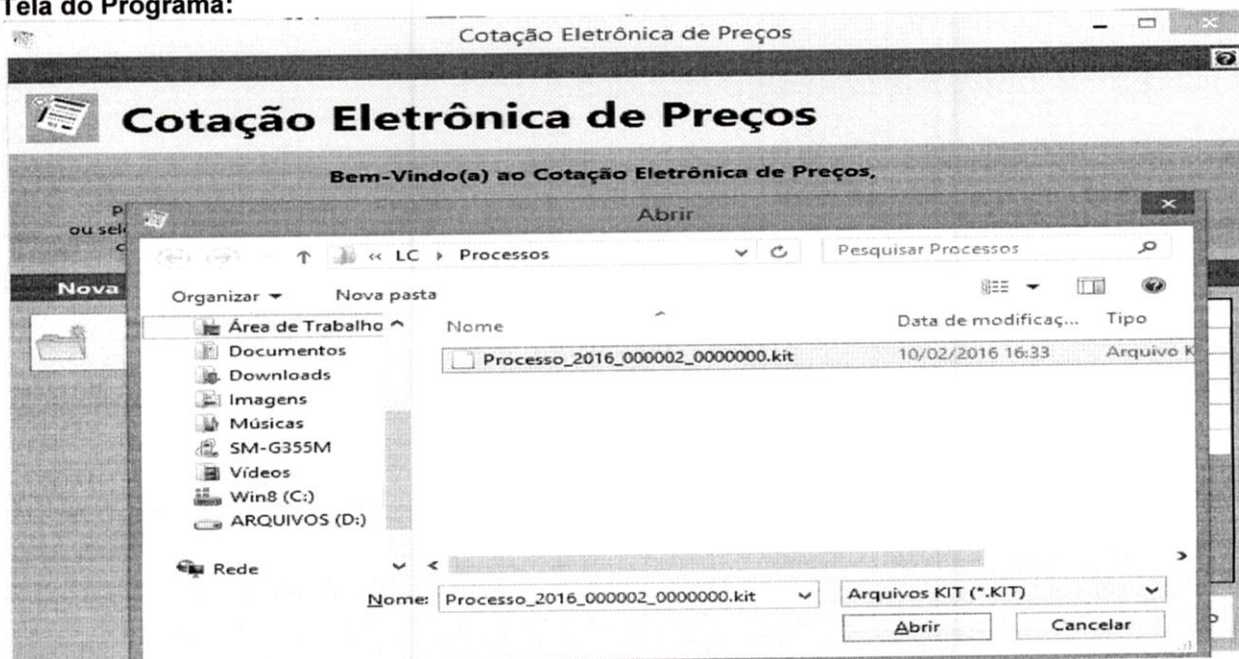 Tela do Programa:
Cotação Eletrônica de Preços
Cotação Eletrônica de Preços
Bem-Vindo(a) ao Cotação Eletrônica de Preços,
ou sel
Abrir
« LC ▸ Processos
Pesquisar Processos
Nova
Organizar
Nova pasta
Nome
Data de modificaç...
Tipo
Área de Trabalho
Processo_2016_000002_0000000.kit
10/02/2016 16:33
Arquivo K
Documentos
Downloads
Imagens
Músicas
SM-G355M
Vídeos
Win8 (C:)
ARQUIVOS (D:)
Rede
Nome: Processo_2016_000002_0000000.kit
Arquivos KIT (*.KIT)
Abrir
Cancelar